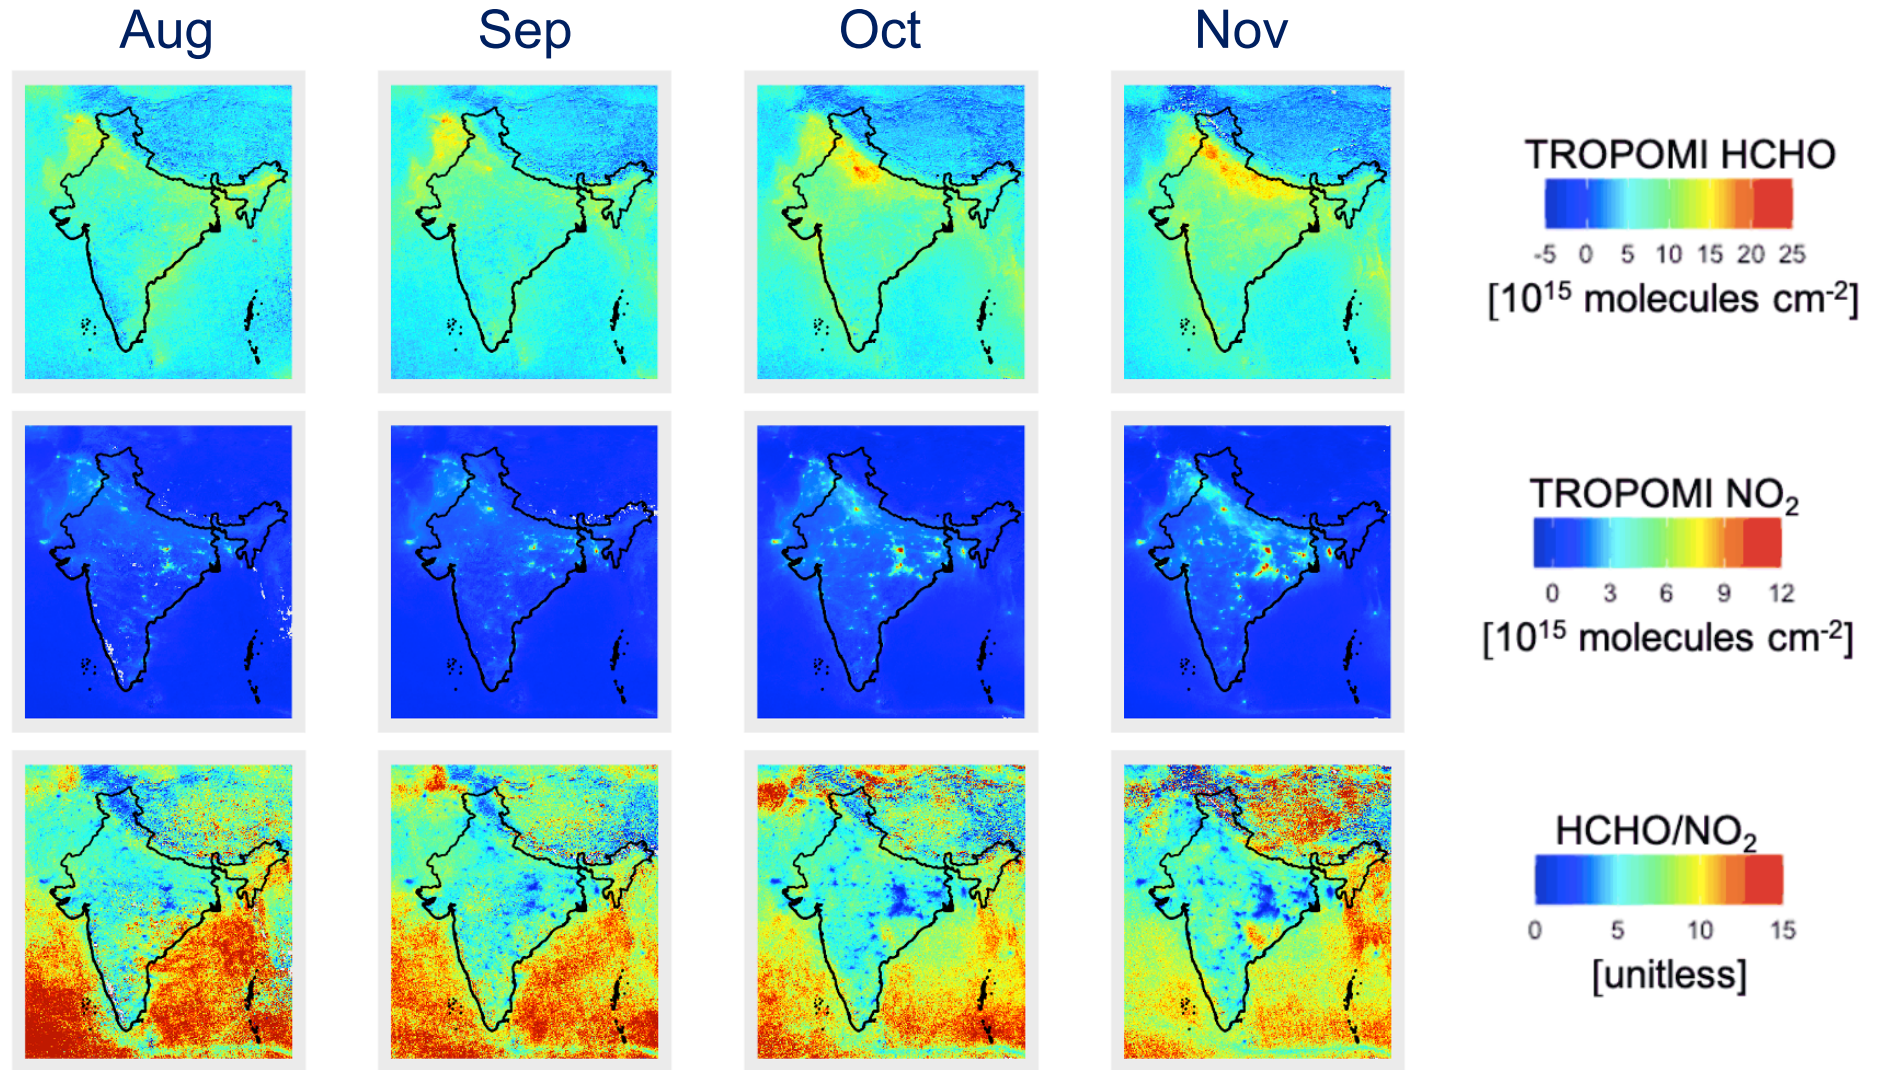 Aug Sep Oct Nov
TROPOMI HCHO
-5 0 5 10 15 20 25
[10¹⁵ molecules cm⁻²]
TROPOMI NO₂
0 3 6 9 12
[10¹⁵ molecules cm⁻²]
HCHO/NO₂
0 5 10 15
[unitless]